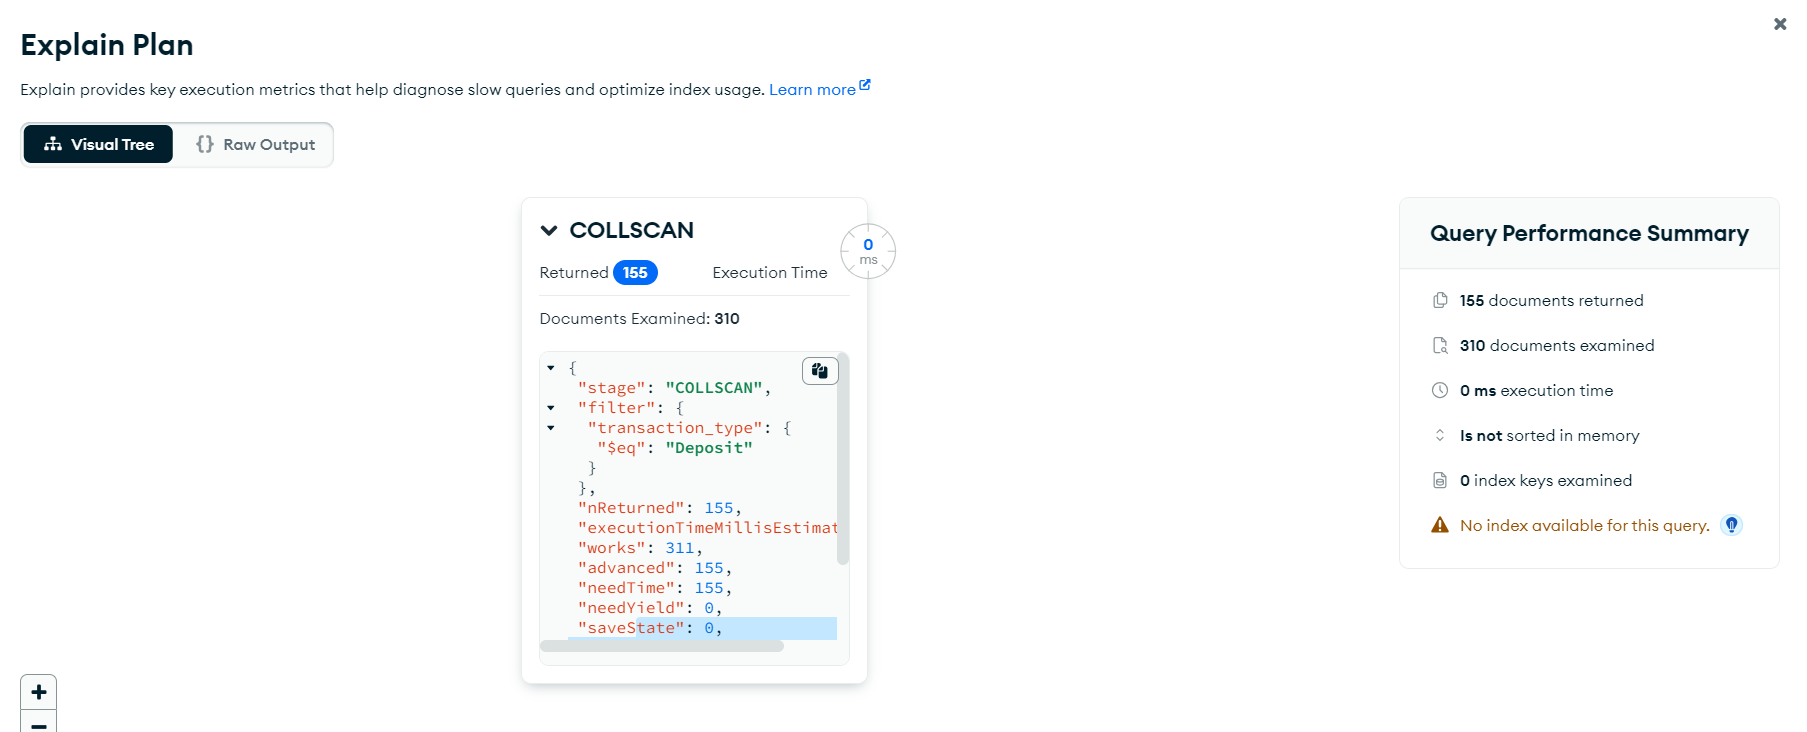 Explain Plan
Explain provides key execution metrics that help diagnose slow queries and optimize index usage. Learn more
Visual Tree
{} Raw Output
COLLSCAN
0
ms
Returned 155
Execution Time
Documents Examined: 310
{
"stage": "COLLSCAN",
"filter": {
"transaction_type": {
"$eq": "Deposit"
}
},
"nReturned": 155,
"executionTimeMillisEstimat
"works": 311,
"advanced": 155,
"needTime": 155,
"needYield": 0,
"saveState": 0,
Query Performance Summary
155 documents returned
310 documents examined
0 ms execution time
Is not sorted in memory
0 index keys examined
No index available for this query.